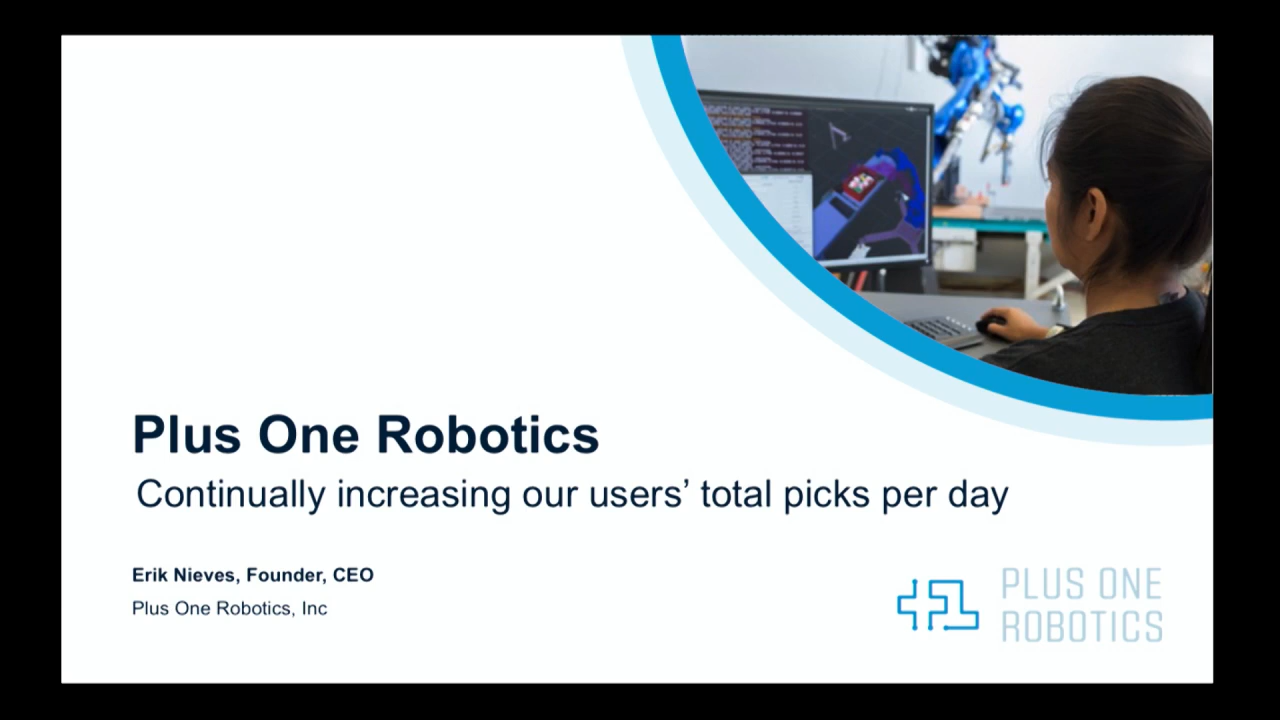 Plus One Robotics
Continually increasing our users’ total picks per day
Erik Nieves, Founder, CEO
Plus One Robotics, Inc
PLUS ONE
ROBOTICS